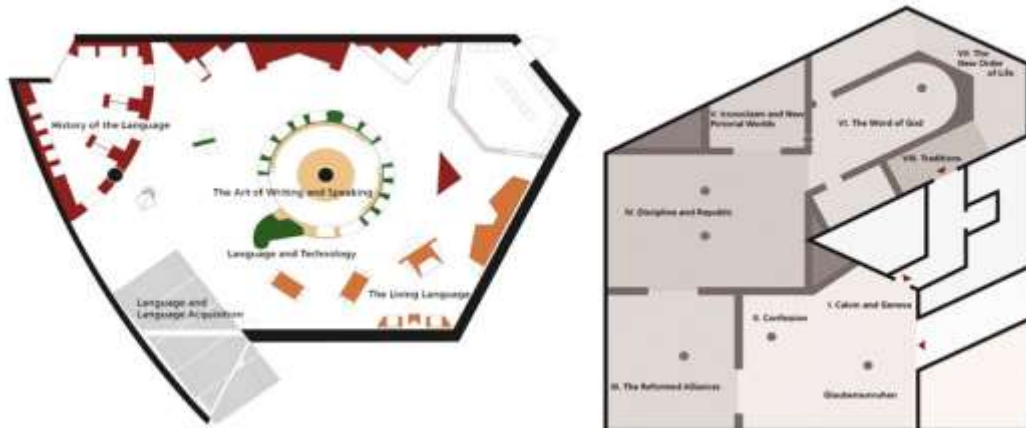 History of the Language
The Art of Writing and Speaking
Language and Technology
The Living Language
Language and
Language Acquisition
VII. The
New Order
of Life
V. Iconoclasm and New
Pictorial Worlds
VI. The Word of God
VIII. Traditions
IV. Discipline and Republic
I. Calvin and Geneva
II. Confession
III. The Reformed Alliances
Glaubensunruhen